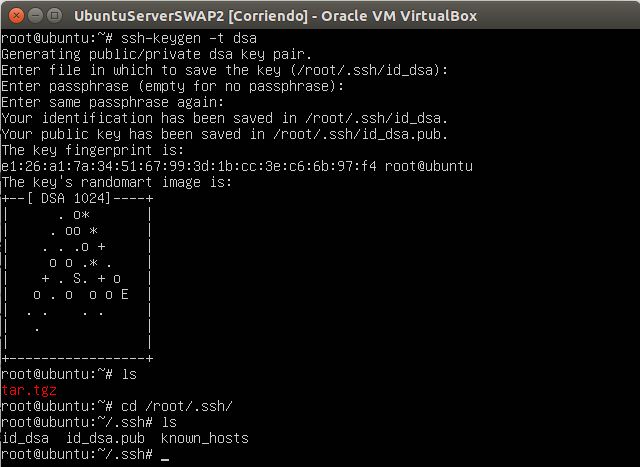 UbuntuServerSWAP2 [Corriendo] - Oracle VM VirtualBox
root@ubuntu:~# ssh-keygen -t dsa
Generating public/private dsa key pair.
Enter file in which to save the key (/root/.ssh/id_dsa):
Enter passphrase (empty for no passphrase):
Enter same passphrase again:
Your identification has been saved in /root/.ssh/id_dsa.
Your public key has been saved in /root/.ssh/id_dsa.pub.
The key fingerprint is:
e1:26:a1:7a:34:51:67:99:3d:1b:cc:3e:c6:6b:97:f4 root@ubuntu
The key's randomart image is:
+--[ DSA 1024]----+
|      . o*       |
|     . oo *      |
|    . . .o +     |
|     o o .* .    |
|    + . S. + o   |
|   o . o  o o E  |
|  . .    . .     |
|   .             |
|                 |
+-----------------+
root@ubuntu:~# ls
tar.tgz
root@ubuntu:~# cd /root/.ssh/
root@ubuntu:~/.ssh# ls
id_dsa  id_dsa.pub  known_hosts
root@ubuntu:~/.ssh# _